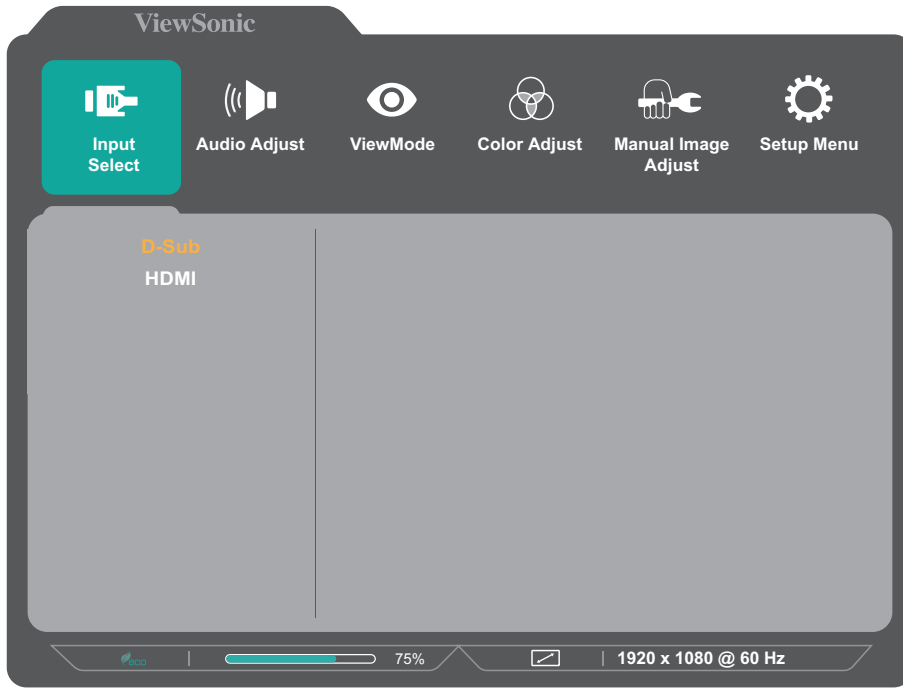 ViewSonic
Input
Select
Audio Adjust
ViewMode
Color Adjust
Manual Image
Adjust
Setup Menu
D-Sub
HDMI
eco
75%
1920 x 1080 @ 60 Hz